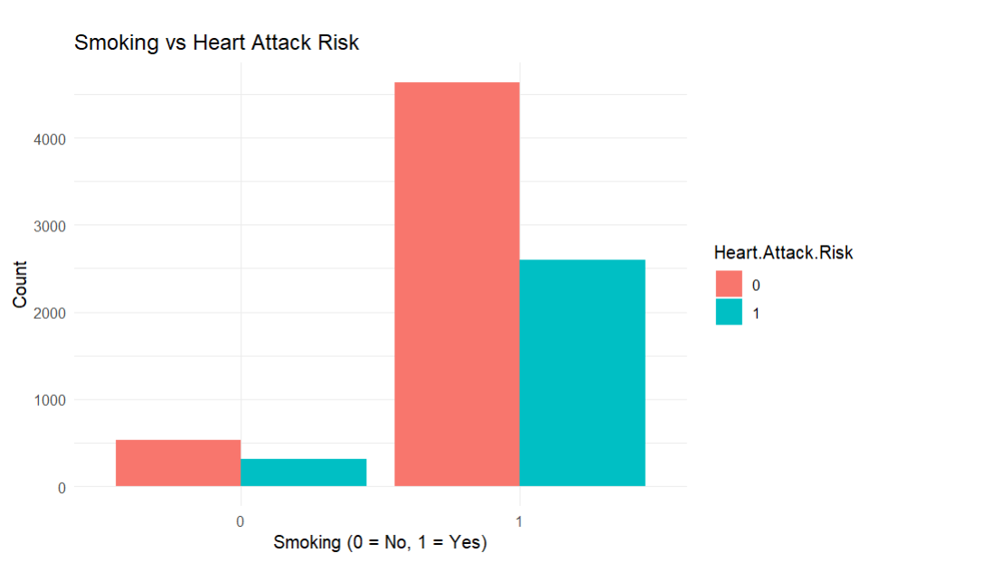 Smoking vs Heart Attack Risk
4000
3000
2000
1000
0
Count
0
1
Smoking (0 = No, 1 = Yes)
Heart.Attack.Risk
0
1